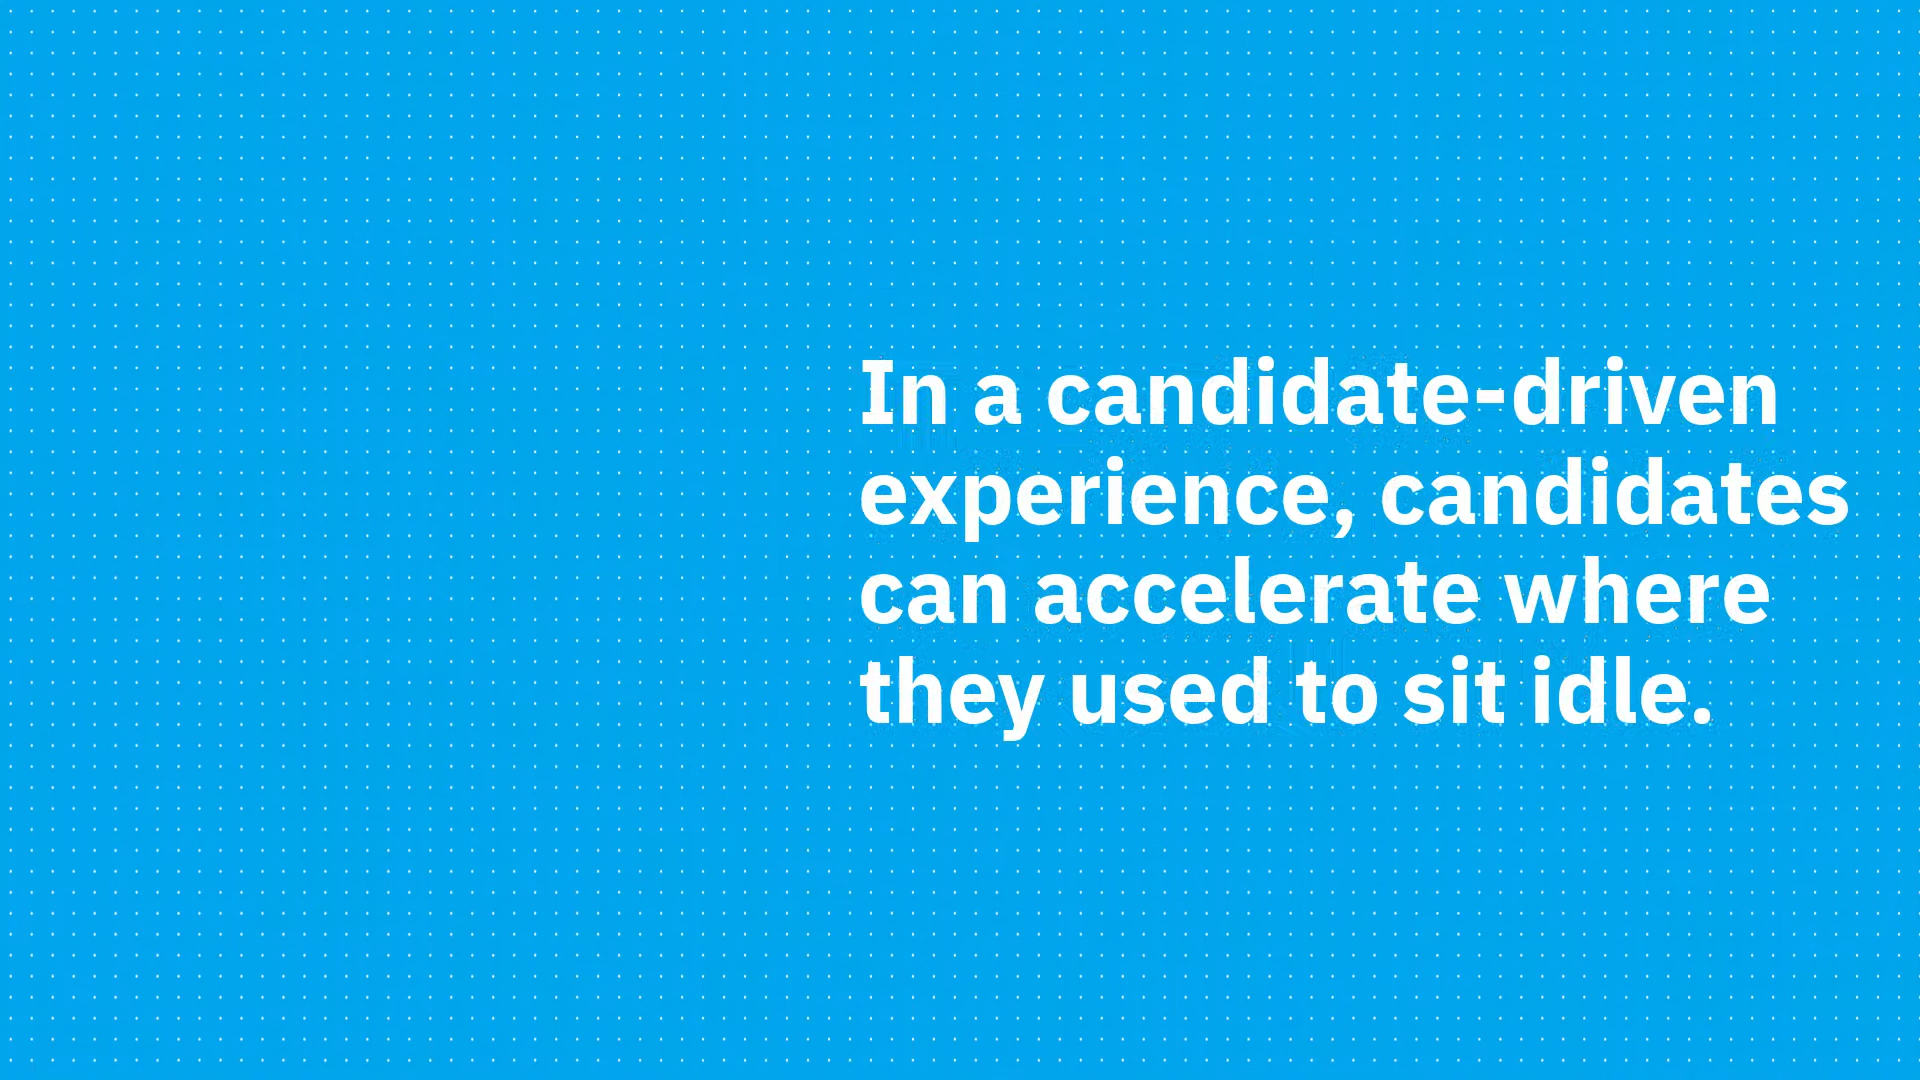 In a candidate-driven
experience, candidates
can accelerate where
they used to sit idle.